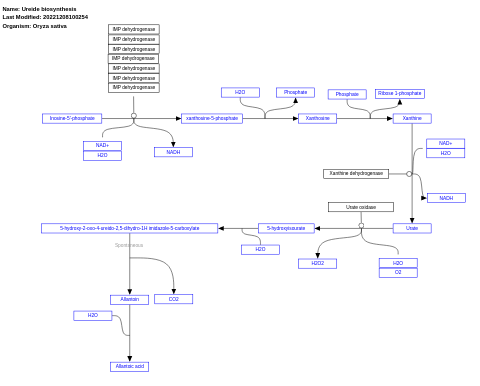 Name: Ureide biosynthesis
Last Modified: 20221208100254
Organism: Oryza sativa
IMP dehydrogenase
IMP dehydrogenase
IMP dehydrogenase
IMP dehydrogenase
IMP dehydrogenase
IMP dehydrogenase
IMP dehydrogenase
H2O
Phosphate
Phosphate
Ribose 1-phosphate
Inosine-5'-phosphate
xanthosine-5-phosphate
Xanthosine
Xanthine
NAD+
H2O
NADH
NAD+
H2O
Xanthine dehydrogenase
NADH
Urate oxidase
5-hydroxy-2-oxo-4-ureido-2,5-dihydro-1H imidazole-5-carboxylate
5-hydroxyisourate
Urate
Spontaneous
H2O
H2O2
H2O
O2
Allantoin
CO2
H2O
Allantoic acid